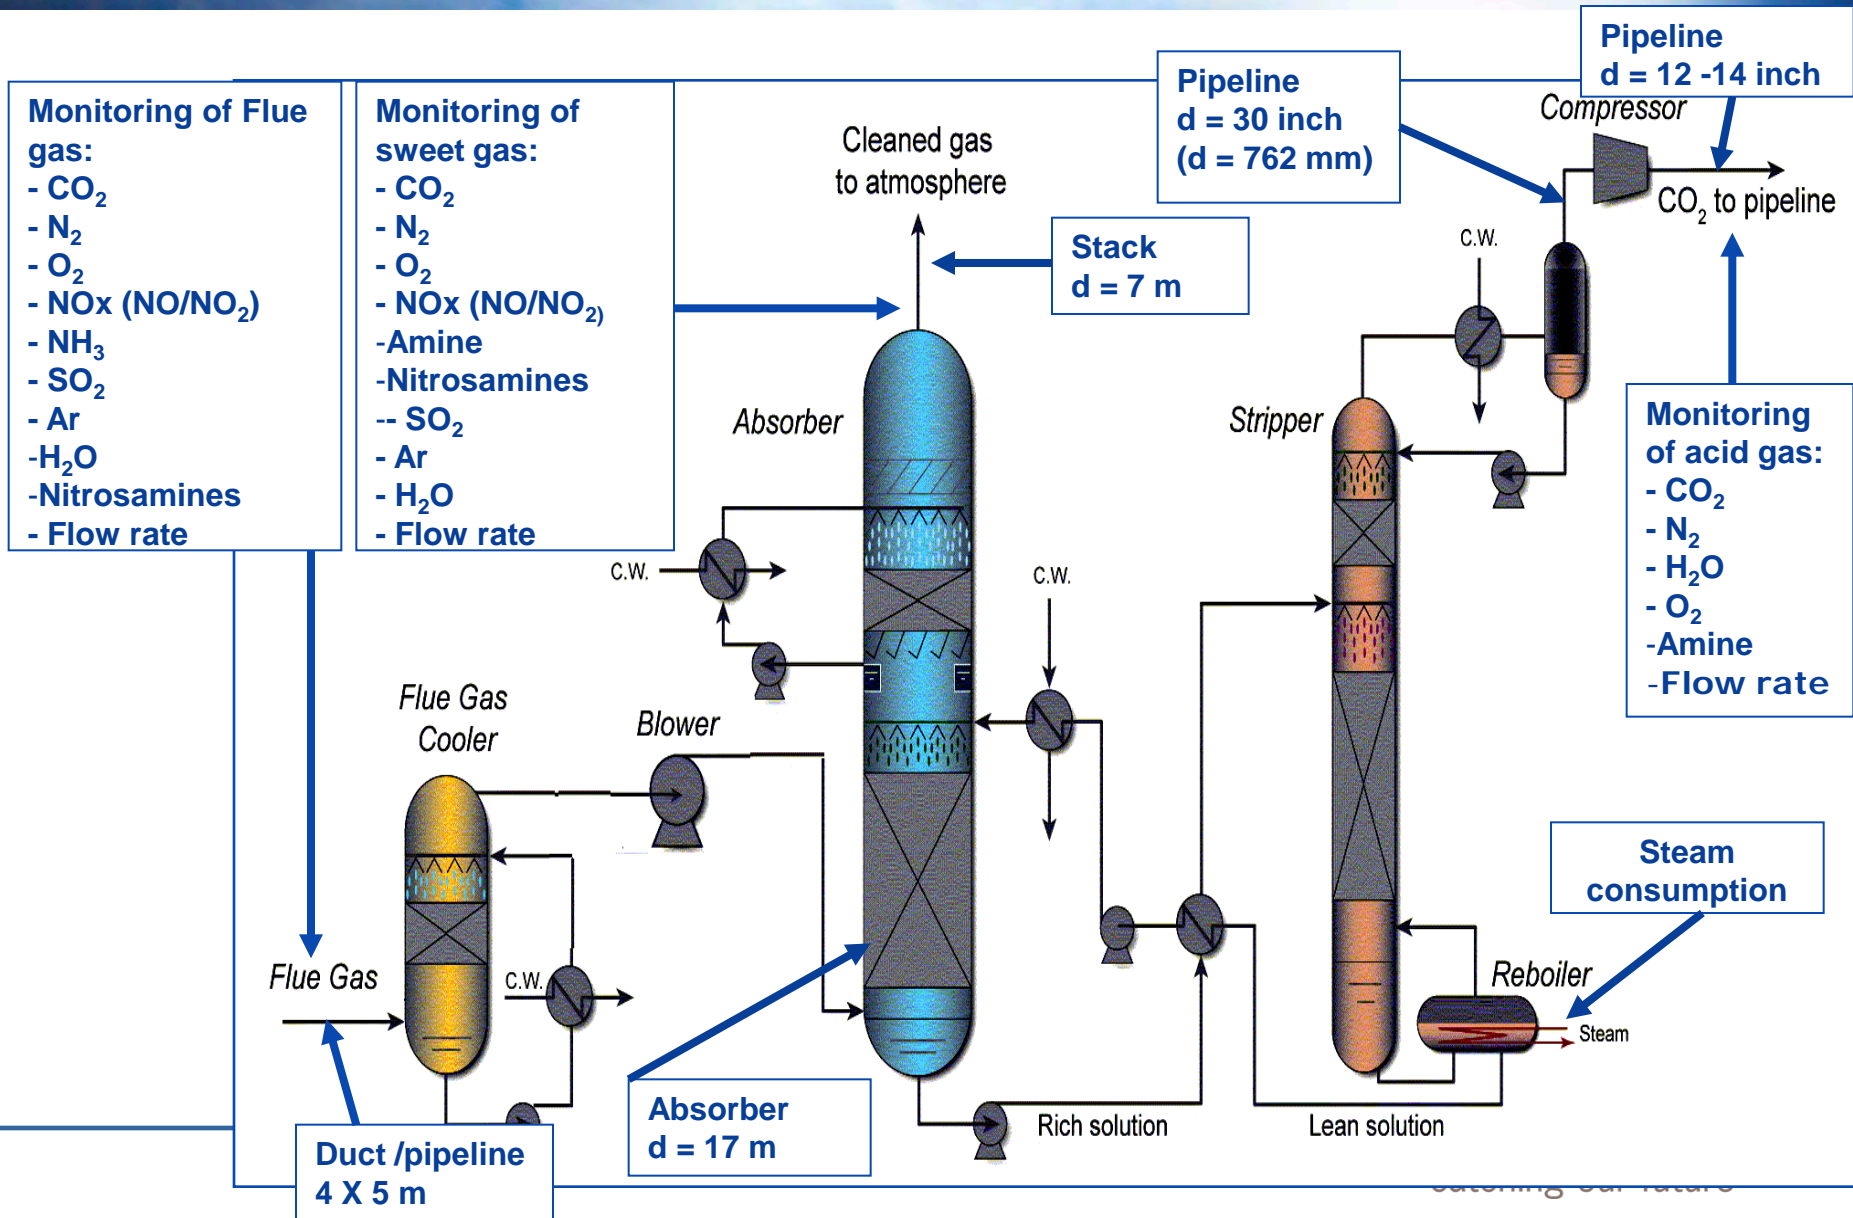 Monitoring of Flue
gas:
- CO₂
- N₂
- O₂
- NOx (NO/NO₂)
- NH₃
- SO₂
- Ar
-H₂O
-Nitrosamines
- Flow rate
Monitoring of
sweet gas:
- CO₂
- N₂
- O₂
- NOx (NO/NO₂₎
-Amine
-Nitrosamines
-- SO₂
- Ar
- H₂O
- Flow rate
Cleaned gas
to atmosphere
Stack
d = 7 m
Pipeline
d = 30 inch
(d = 762 mm)
Pipeline
d = 12 -14 inch
Compressor
CO₂ to pipeline
C.W.
Monitoring
of acid gas:
- CO₂
- N₂
- H₂O
- O₂
-Amine
-Flow rate
Absorber
Stripper
C.W.
C.W.
Flue Gas
Cooler
Blower
Flue Gas
C.W.
Steam
consumption
Reboiler
Steam
Absorber
d = 17 m
Rich solution
Lean solution
Duct /pipeline
4 X 5 m